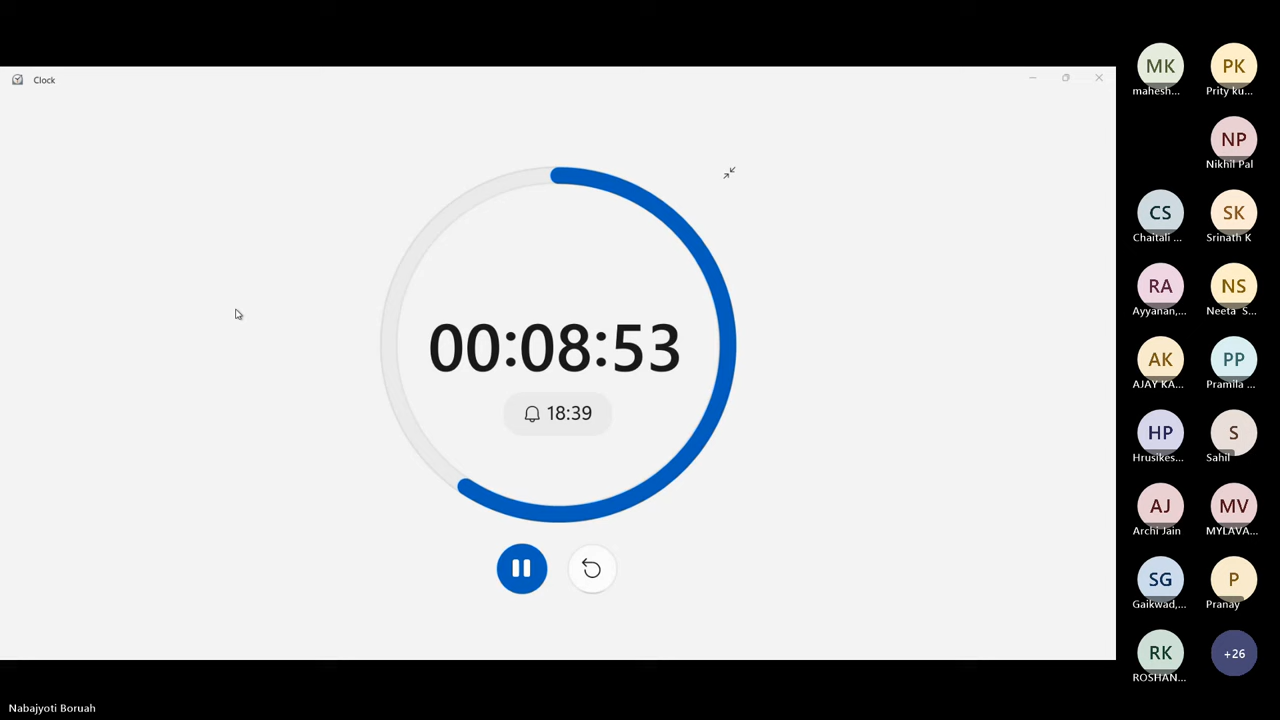 Clock
00:08:53
18:39
MK
mahesh...
PK
Prity ku...
NP
Nikhil Pal
CS
Chaitali ...
SK
Srinath K
RA
Ayyanan,...
NS
Neeta S...
AK
AJAY KA...
PP
Pramila ...
HP
Hrusikes...
S
Sahil
AJ
Archi Jain
MV
MYLAVA...
SG
Gaikwad,...
P
Pranay
RK
ROSHAN...
+26
Nabajyoti Boruah